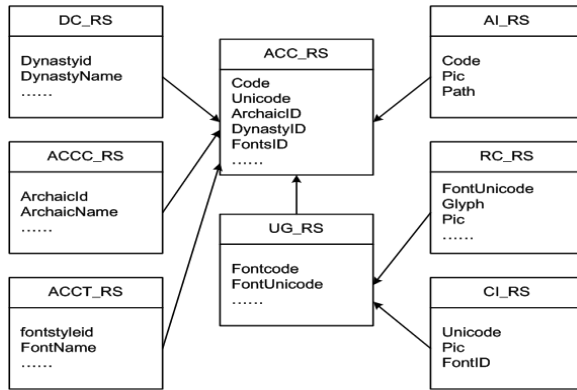 DC_RS
Dynastyid
DynastyName
......
ACCC_RS
ArchaicId
ArchaicName
......
ACCT_RS
fontstyleid
FontName
......
ACC_RS
Code
Unicode
ArchaicID
DynastyID
FontsID
......
UG_RS
Fontcode
FontUnicode
......
AI_RS
Code
Pic
Path
RC_RS
FontUnicode
Glyph
Pic
......
CI_RS
Unicode
Pic
FontID